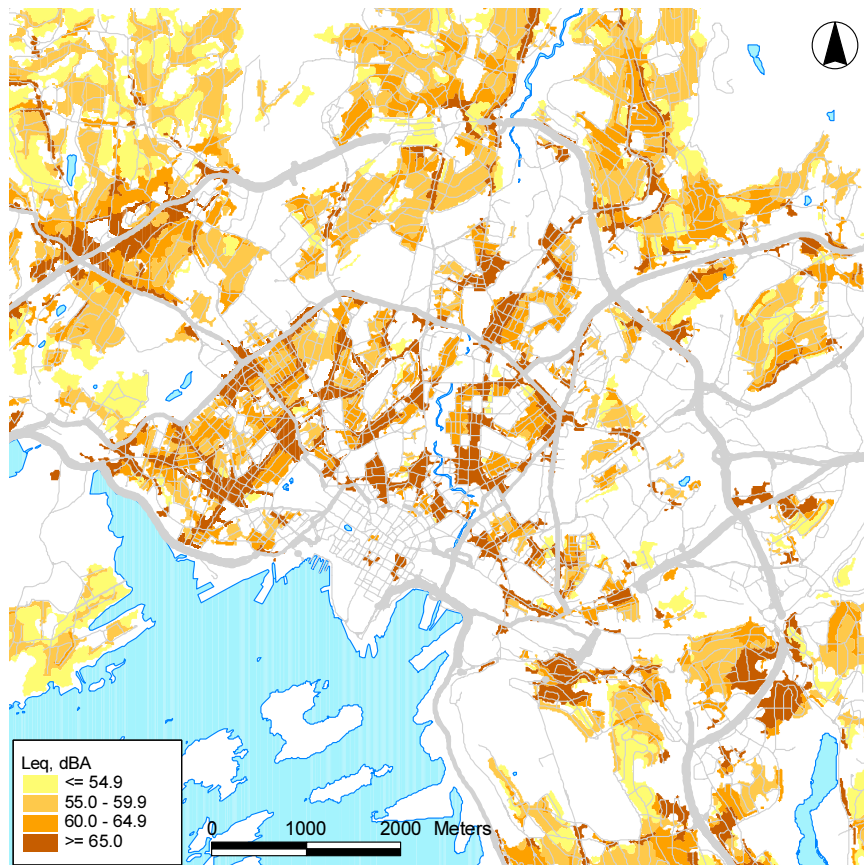 Leq, dBA
<= 54.9
55.0 - 59.9
60.0 - 64.9
>= 65.0
0 1000 2000 Meters